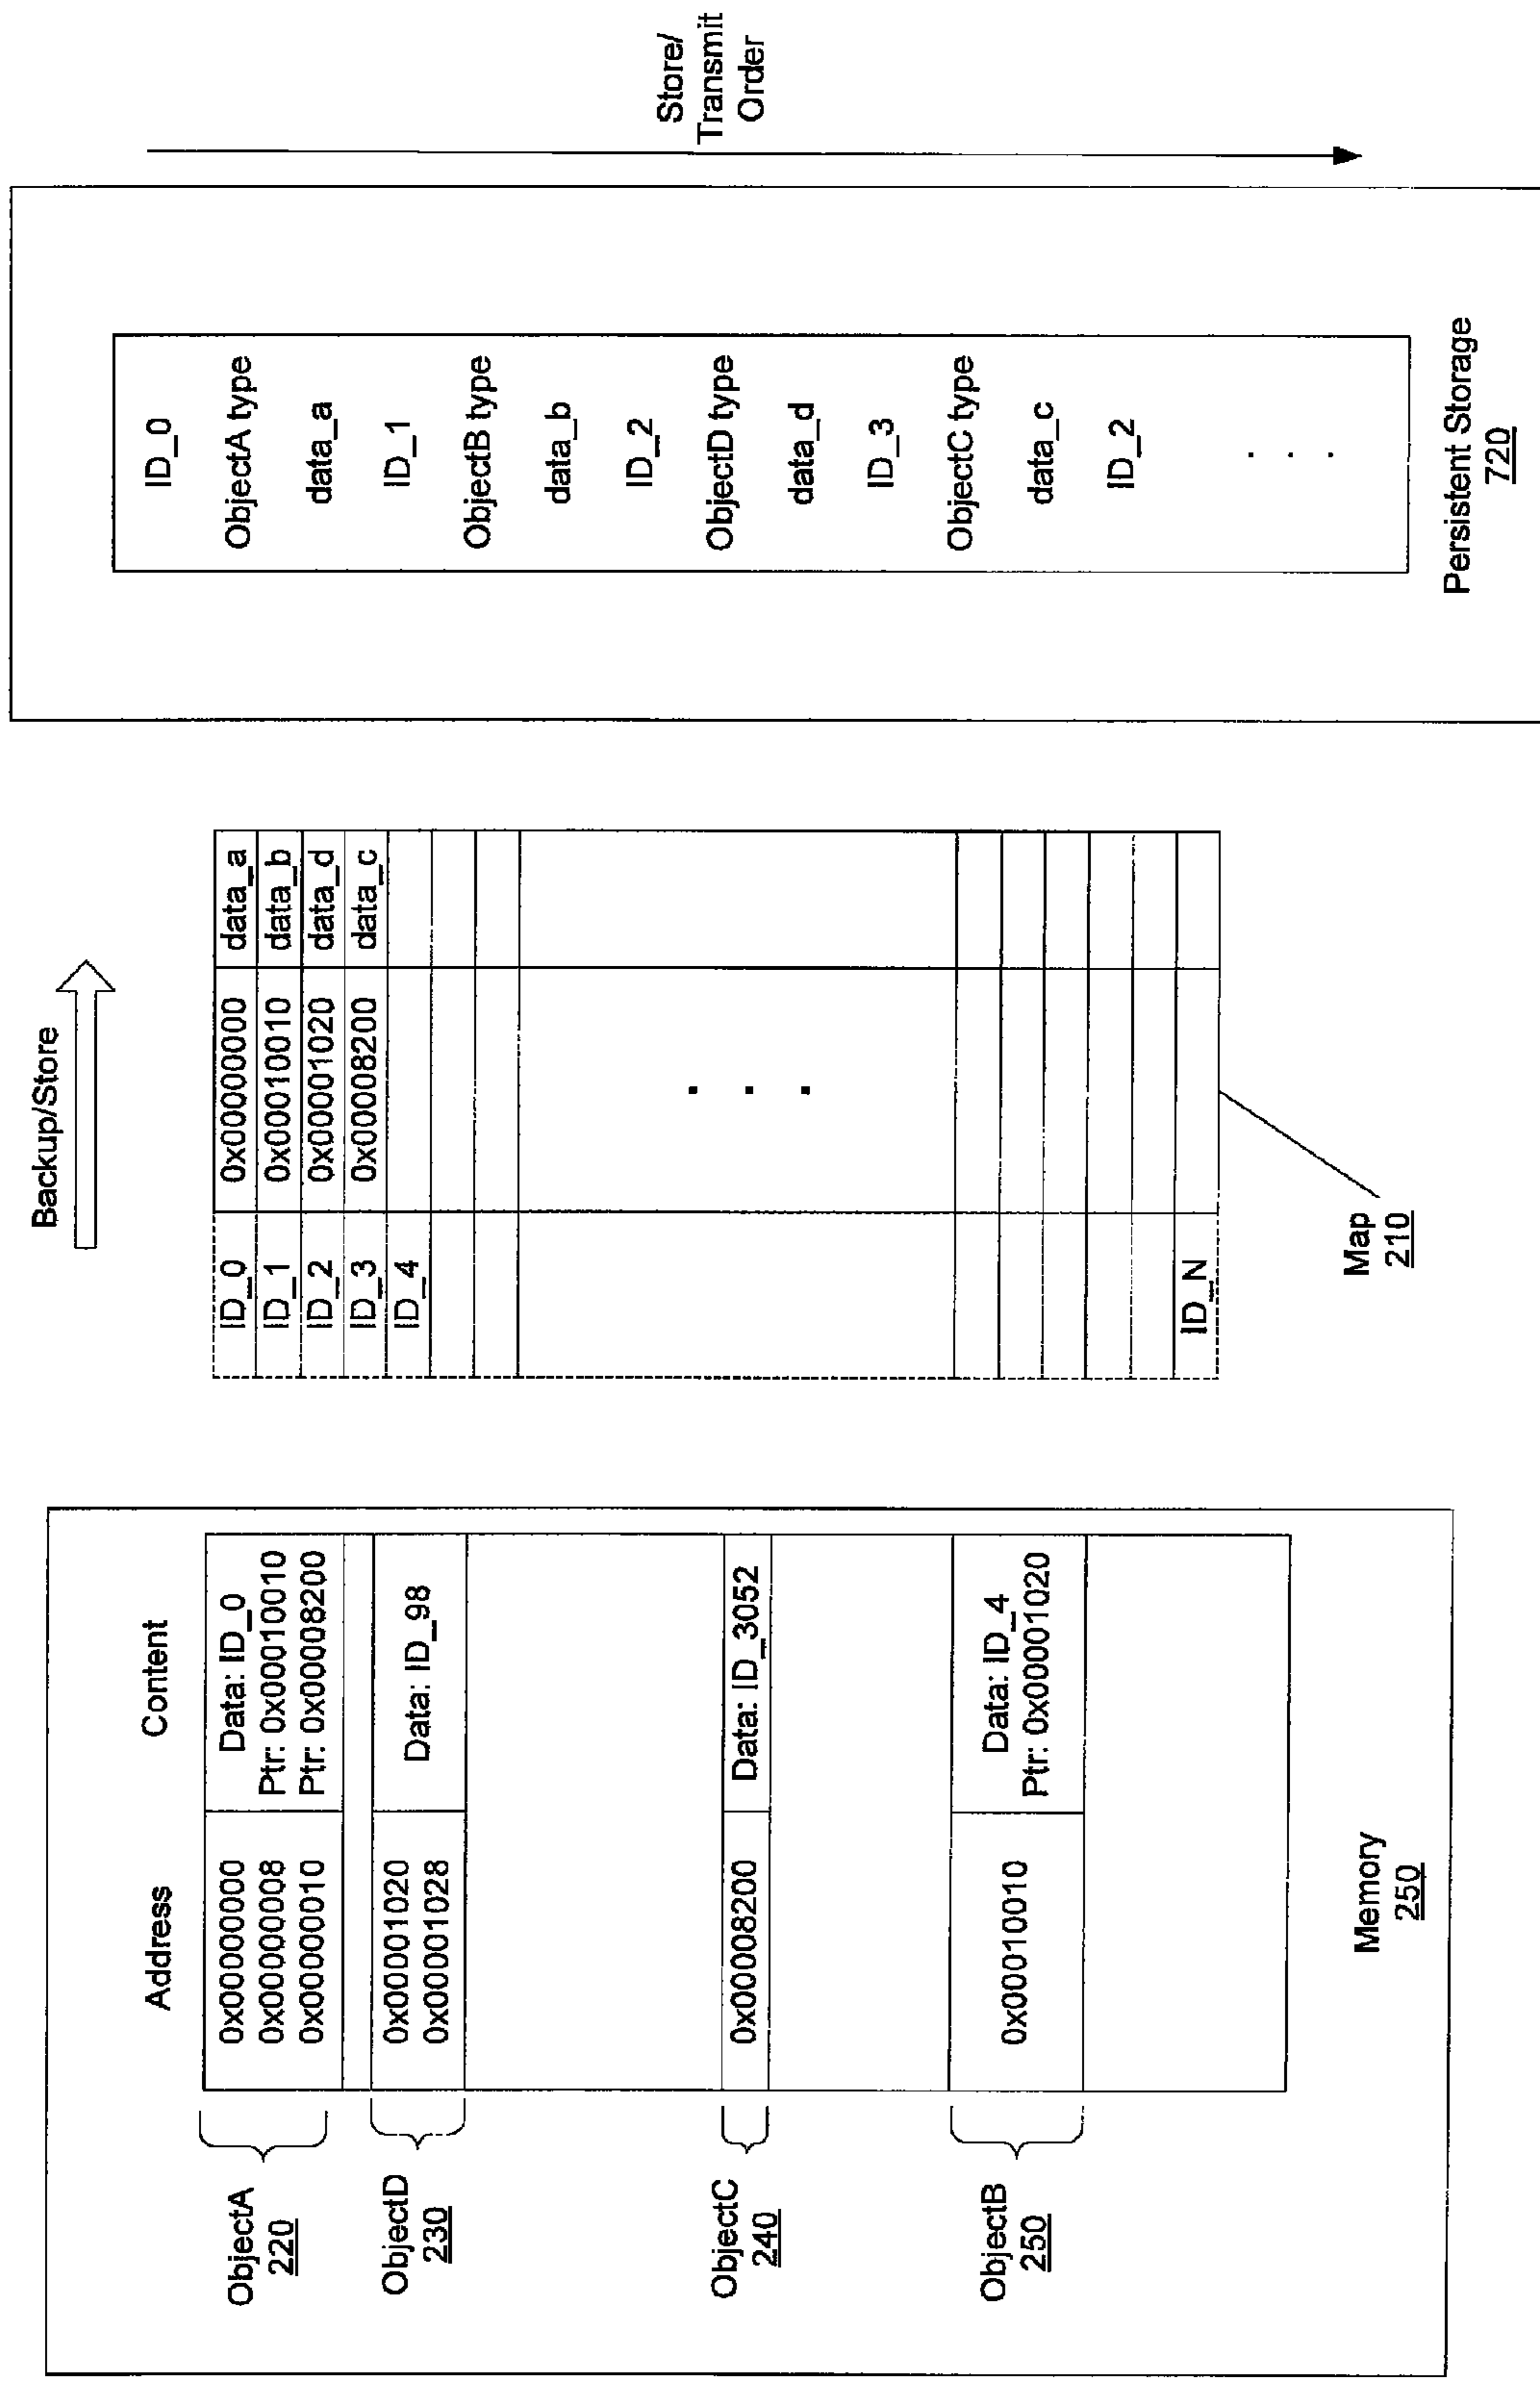 Backup/Store
Address
Content
ObjectA
220
0x00000000
0x00000008
0x00000010
Data: ID_0
Ptr: 0x00010010
Ptr: 0x00008200
ObjectD
230
0x00001020
0x00001028
Data: ID_98
ObjectC
240
0x00008200
Data: ID_3052
ObjectB
250
0x00010010
Data: ID_4
Ptr: 0x00001020
Memory
250
ID_0 0x00000000 data_a
ID_1 0x00010010 data_b
ID_2 0x00001020 data_d
ID_3 0x00008200 data_c
ID_4
. . .
ID_N
Map
210
ID_0
ObjectA type
data_a
ID_1
ObjectB type
data_b
ID_2
ObjectD type
data_d
ID_3
ObjectC type
data_c
ID_2
. . .
Persistent Storage
720
Store/
Transmit
Order